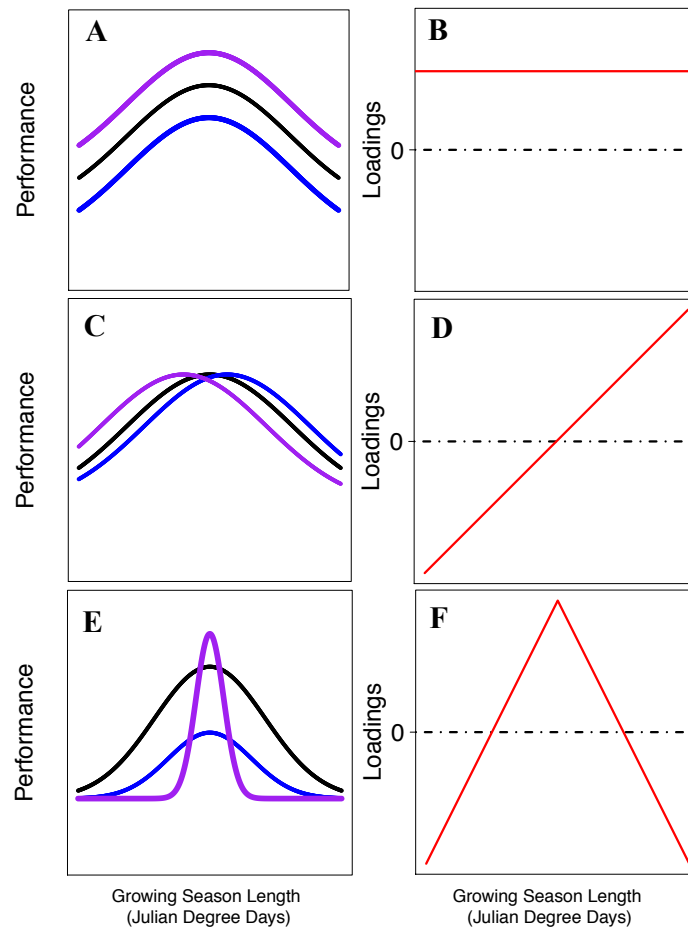 A
B
Performance
Loadings
0
C
D
Performance
Loadings
0
E
F
Performance
Loadings
0
Growing Season Length
(Julian Degree Days)
Growing Season Length
(Julian Degree Days)